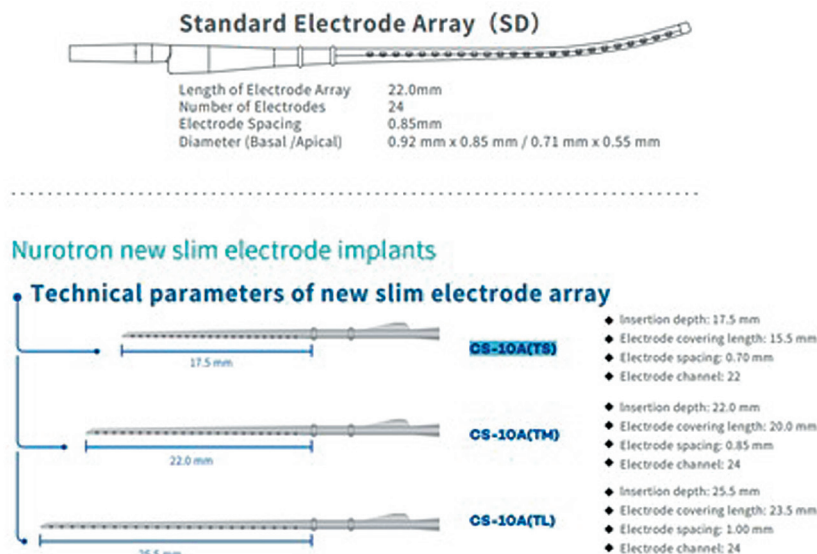 Standard Electrode Array（SD）
Length of Electrode Array 22.0mm
Number of Electrodes 24
Electrode Spacing 0.85mm
Diameter (Basal /Apical) 0.92 mm x 0.85 mm / 0.71 mm x 0.55 mm
Nurotron new slim electrode implants
Technical parameters of new slim electrode array
17.5 mm
CS-10A(TS)
Insertion depth: 17.5 mm
Electrode covering length: 15.5 mm
Electrode spacing: 0.70 mm
Electrode channel: 22
22.0 mm
CS-10A(TM)
Insertion depth: 22.0 mm
Electrode covering length: 20.0 mm
Electrode spacing: 0.85 mm
Electrode channel: 24
25.5 mm
CS-10A(TL)
Insertion depth: 25.5 mm
Electrode covering length: 23.5 mm
Electrode spacing: 1.00 mm
Electrode channel: 24